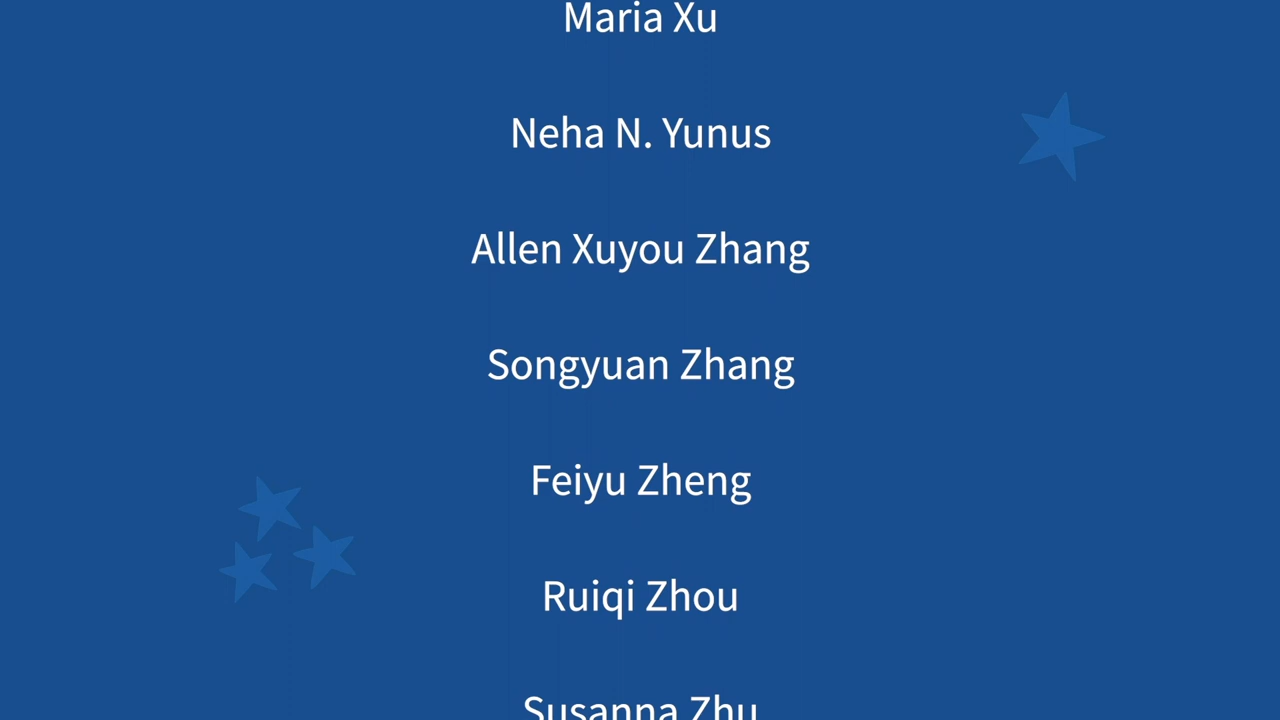 Maria Xu
Neha N. Yunus
Allen Xuyou Zhang
Songyuan Zhang
Feiyu Zheng
Ruiqi Zhou
Susanna Zhu